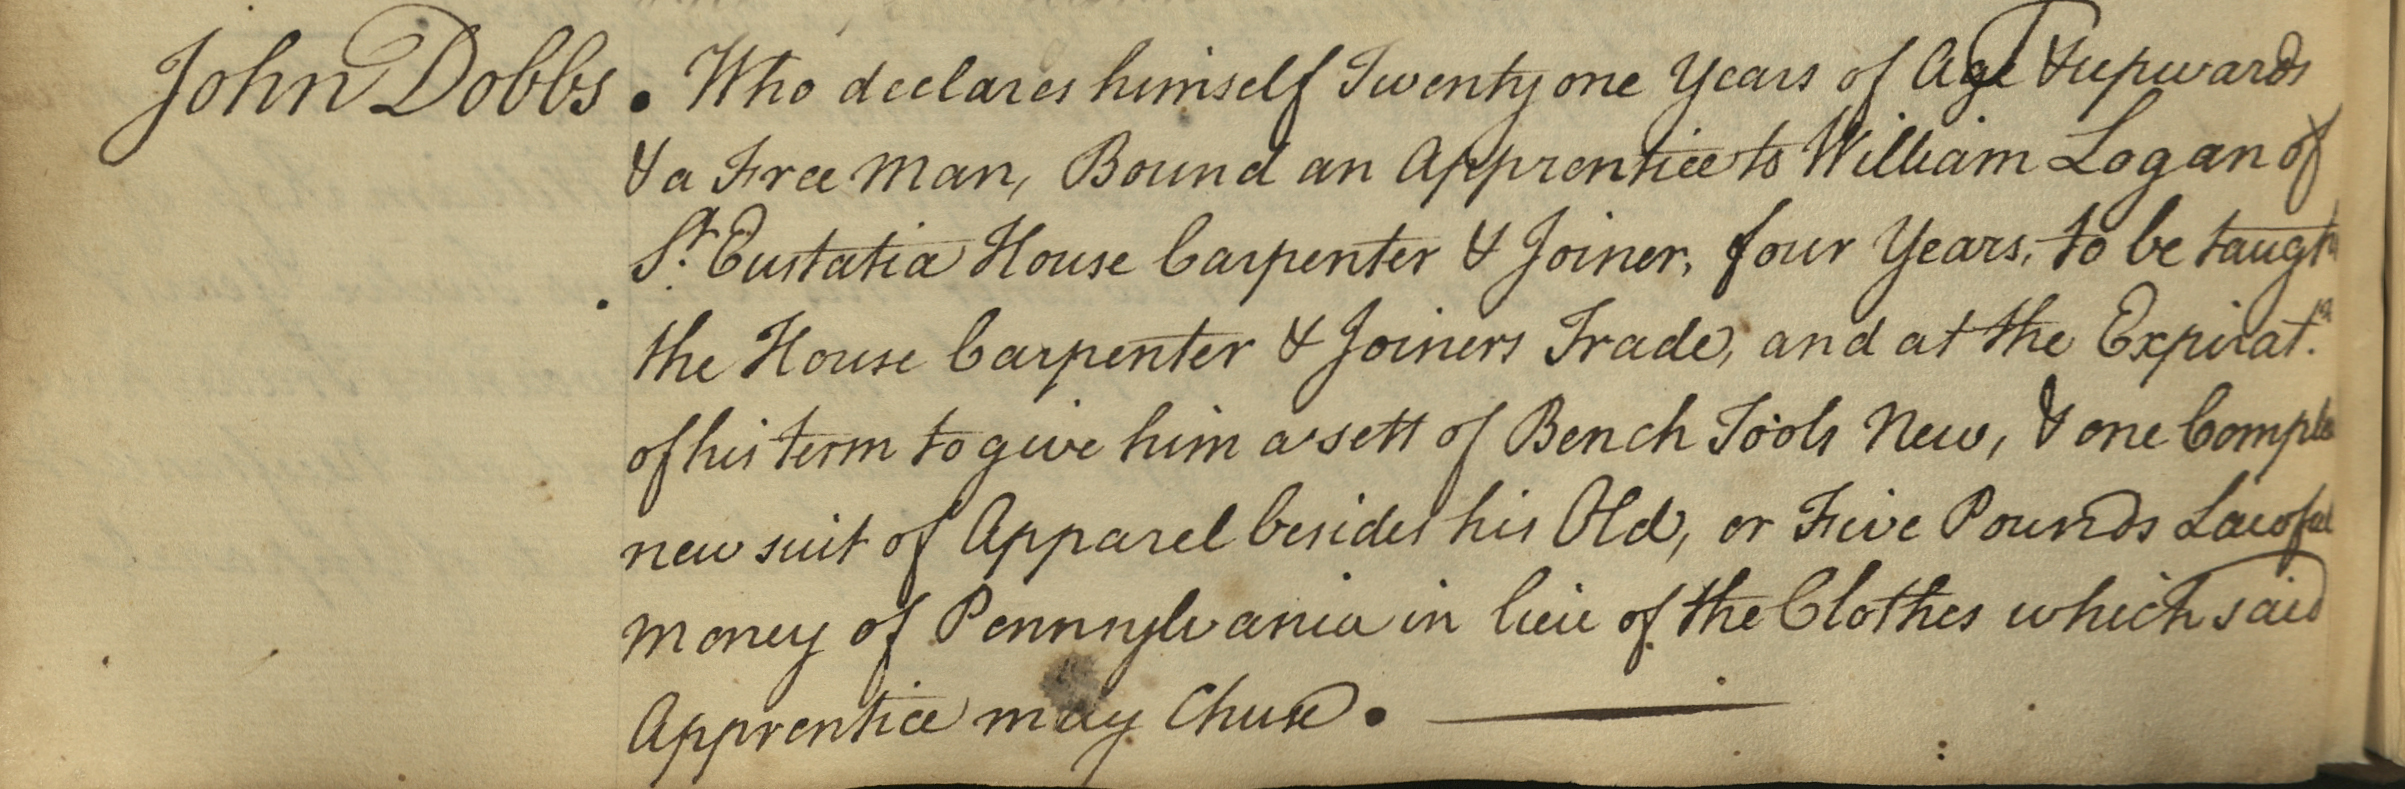 John Dobbs. Who declares himself Twenty one Years of Age & upwards
& a Free Man, Bound an Apprentice to William Logan of
St. Eustatia House Carpenter & Joiner, four Years, to be taught
the House Carpenter & Joiners Trade, and at the Expirat.n
of his term to give him a sett of Bench Tools New, & one Comple
new suit of Apparel besides his Old, or Five Pounds Lawful
money of Pennsylvania in lieu of the Clothes which said
Apprentice may Chuse.